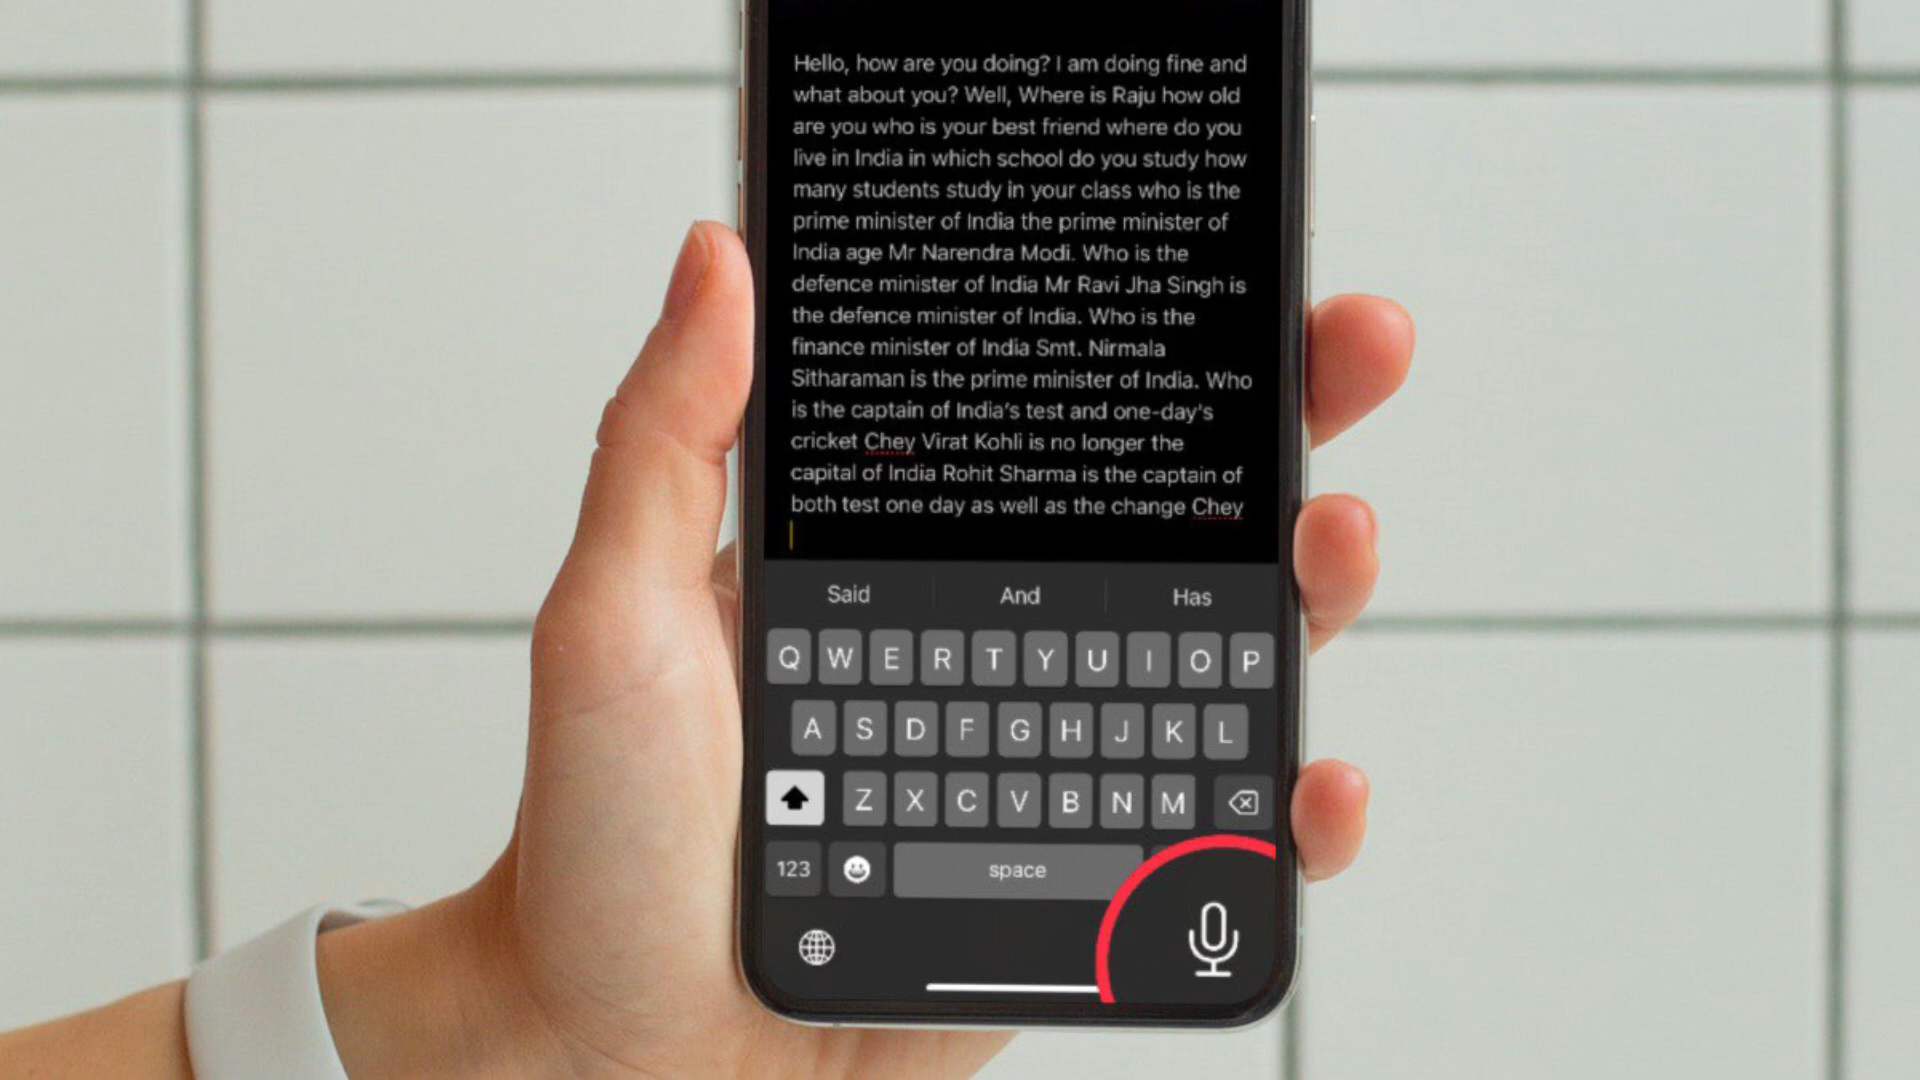 Hello, how are you doing? I am doing fine and
what about you? Well, Where is Raju how old
are you who is your best friend where do you
live in India in which school do you study how
many students study in your class who is the
prime minister of India the prime minister of
India age Mr Narendra Modi. Who is the
defence minister of India Mr Ravi Jha Singh is
the defence minister of India. Who is the
finance minister of India Smt. Nirmala
Sitharaman is the prime minister of India. Who
is the captain of India's test and one-day's
cricket Chey Virat Kohli is no longer the
capital of India Rohit Sharma is the captain of
both test one day as well as the change Chey
Said And Has
Q W E R T Y U I O P
A S D F G H J K L
Z X C V B N M
123 space